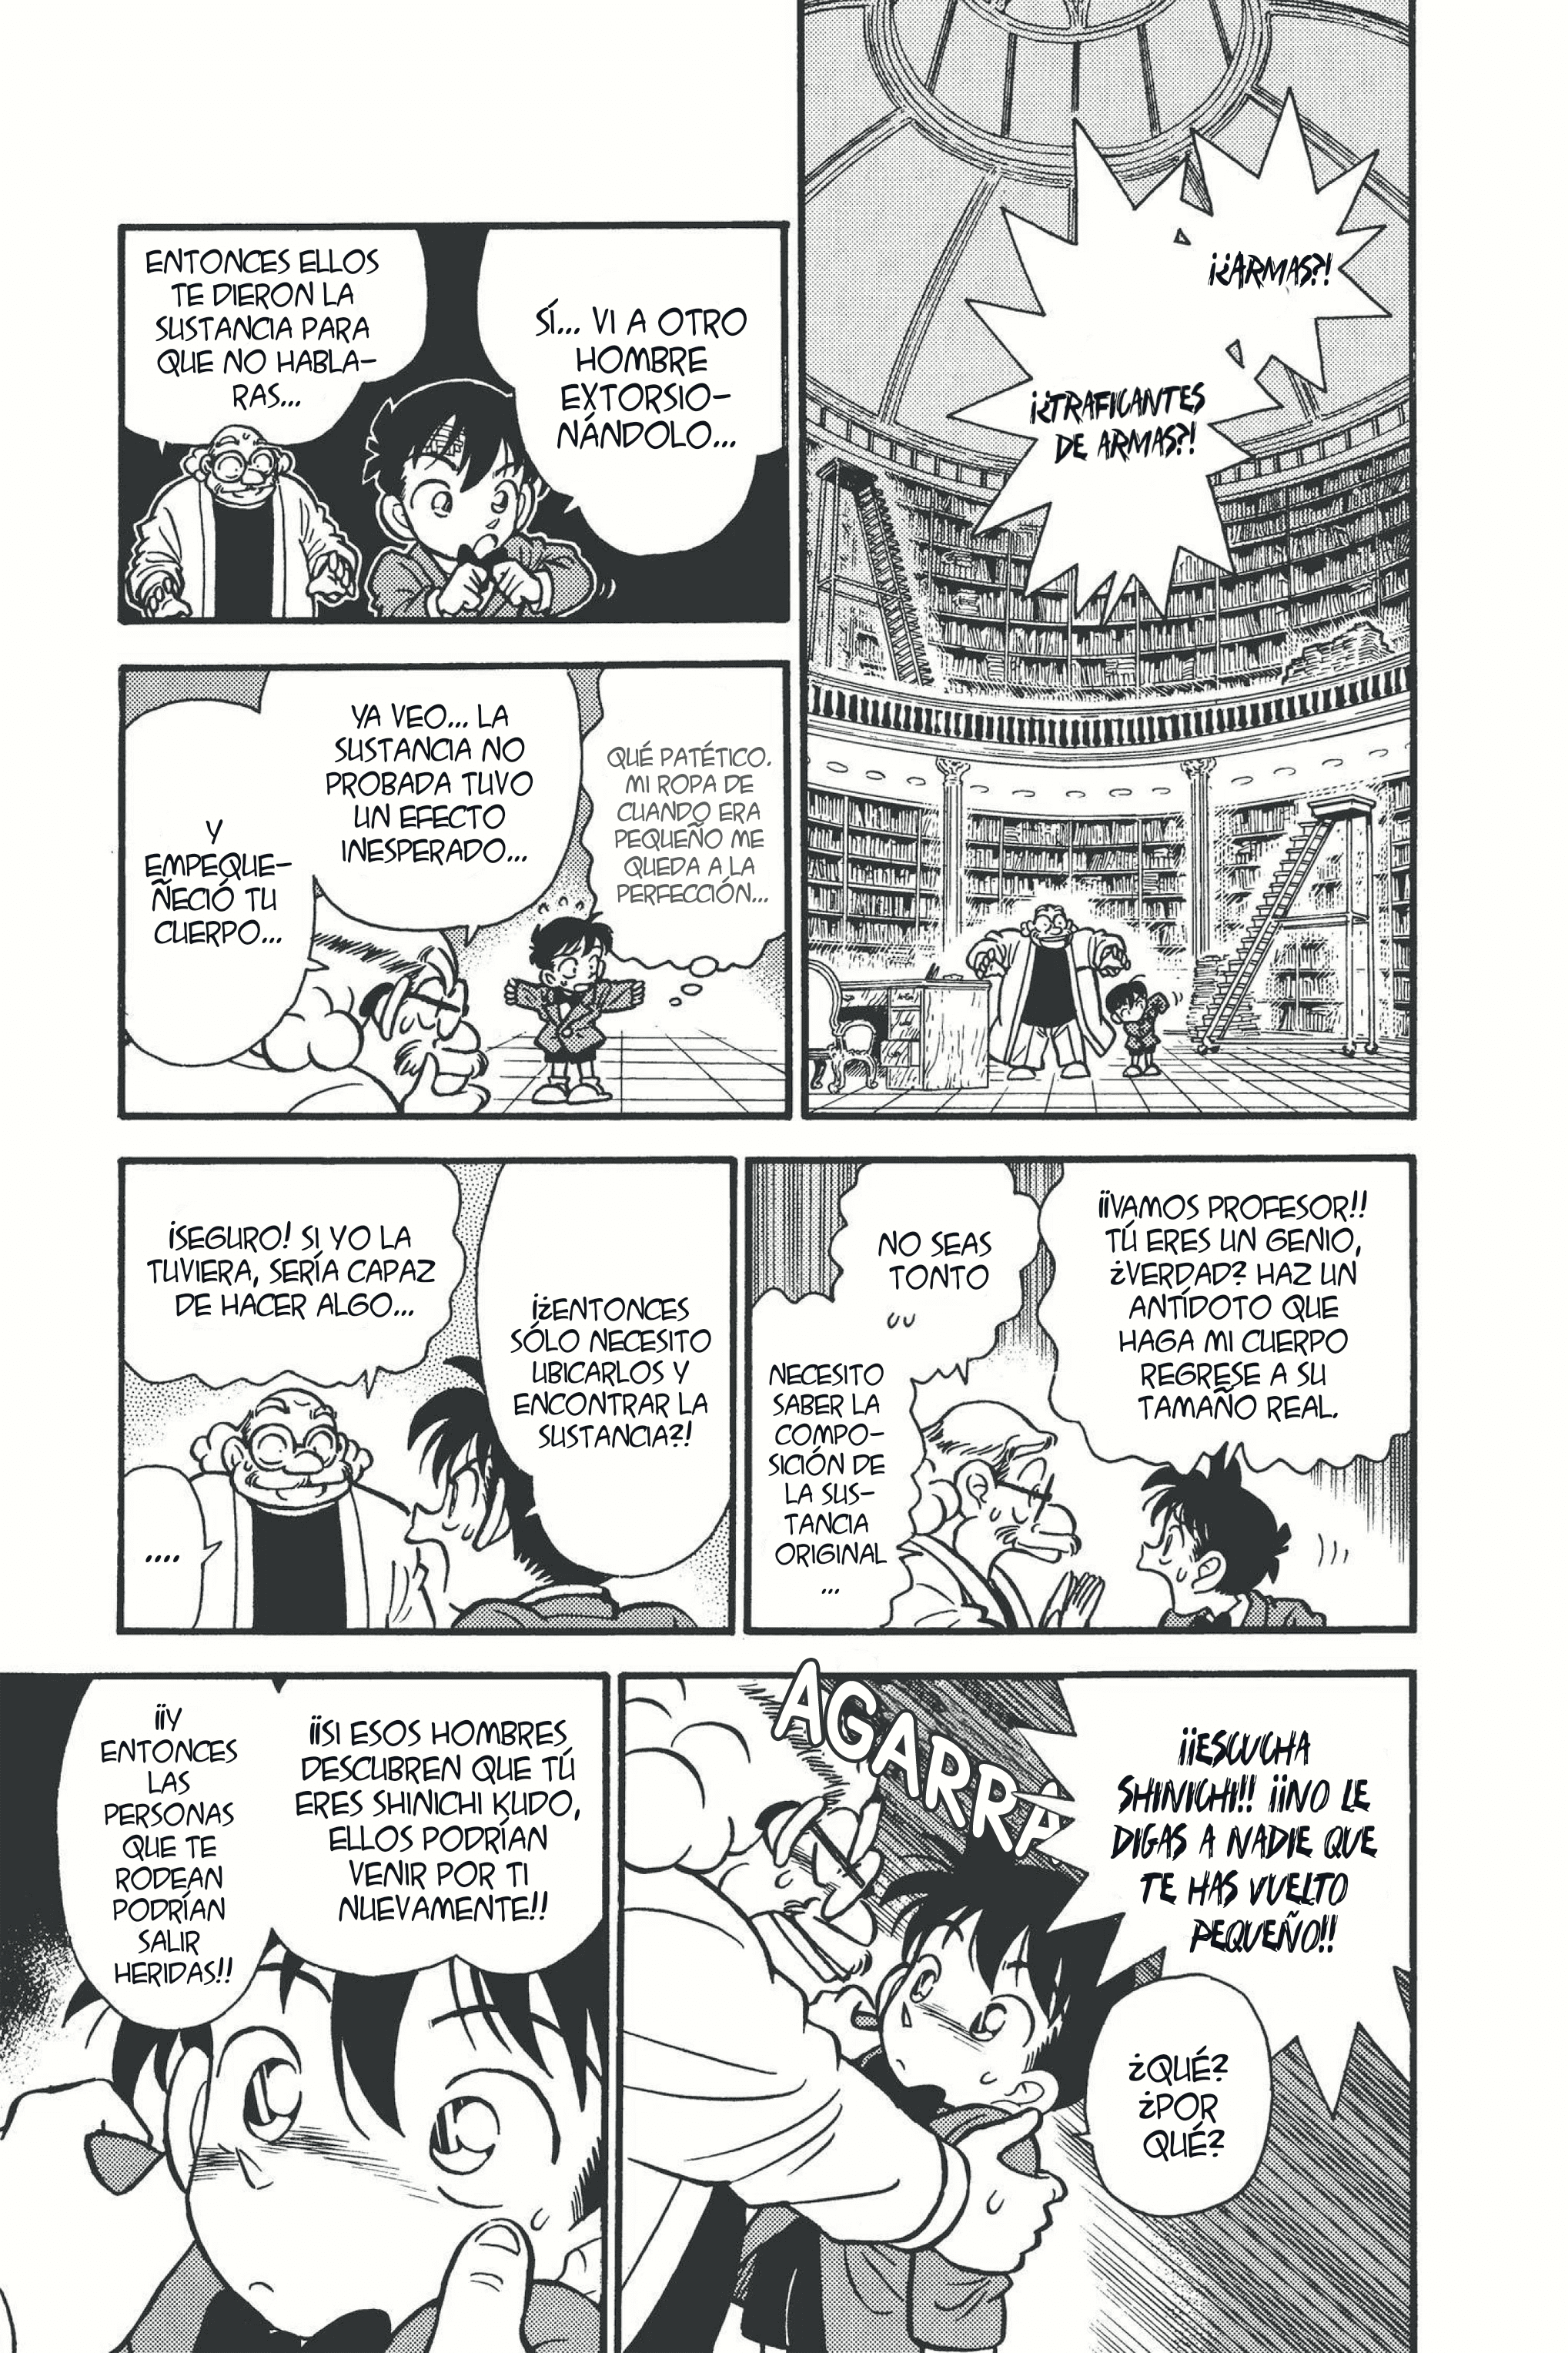 ¡¿ARMAS?!
¡¿TRAFICANTES
DE ARMAS?!
SÍ... VI A OTRO
HOMBRE
EXTORSIO-
NÁNDOLO...
ENTONCES ELLOS
TE DIERON LA
SUSTANCIA PARA
QUE NO HABLA-
RAS...
QUÉ PATÉTICO.
MI ROPA DE
CUANDO ERA
PEQUEÑO ME
QUEDA A LA
PERFECCIÓN...
YA VEO... LA
SUSTANCIA NO
PROBADA TUVO
UN EFECTO
INESPERADO...
Y
EMPEQUE-
ÑECIÓ TU
CUERPO...
¡¡VAMOS PROFESOR!!
TÚ ERES UN GENIO,
¿VERDAD? HAZ UN
ANTÍDOTO QUE
HAGA MI CUERPO
REGRESE A SU
TAMAÑO REAL.
NO SEAS
TONTO
NECESITO
SABER LA
COMPO-
SICIÓN DE
LA SUS-
TANCIA
ORIGINAL
...
¡¿ENTONCES
SÓLO NECESITO
UBICARLOS Y
ENCONTRAR LA
SUSTANCIA?!
¡SEGURO! SI YO LA
TUVIERA, SERÍA CAPAZ
DE HACER ALGO...
....
¡¡ESCUCHA
SHINICHI!! ¡¡NO LE
DIGAS A NADIE QUE
TE HAS VUELTO
PEQUEÑO!!
AGARRA
¿QUÉ?
¿POR
QUÉ?
¡¡SI ESOS HOMBRES
DESCUBREN QUE TÚ
ERES SHINICHI KUDO,
ELLOS PODRÍAN
VENIR POR TI
NUEVAMENTE!!
¡¡Y
ENTONCES
LAS
PERSONAS
QUE TE
RODEAN
PODRÍAN
SALIR
HERIDAS!!